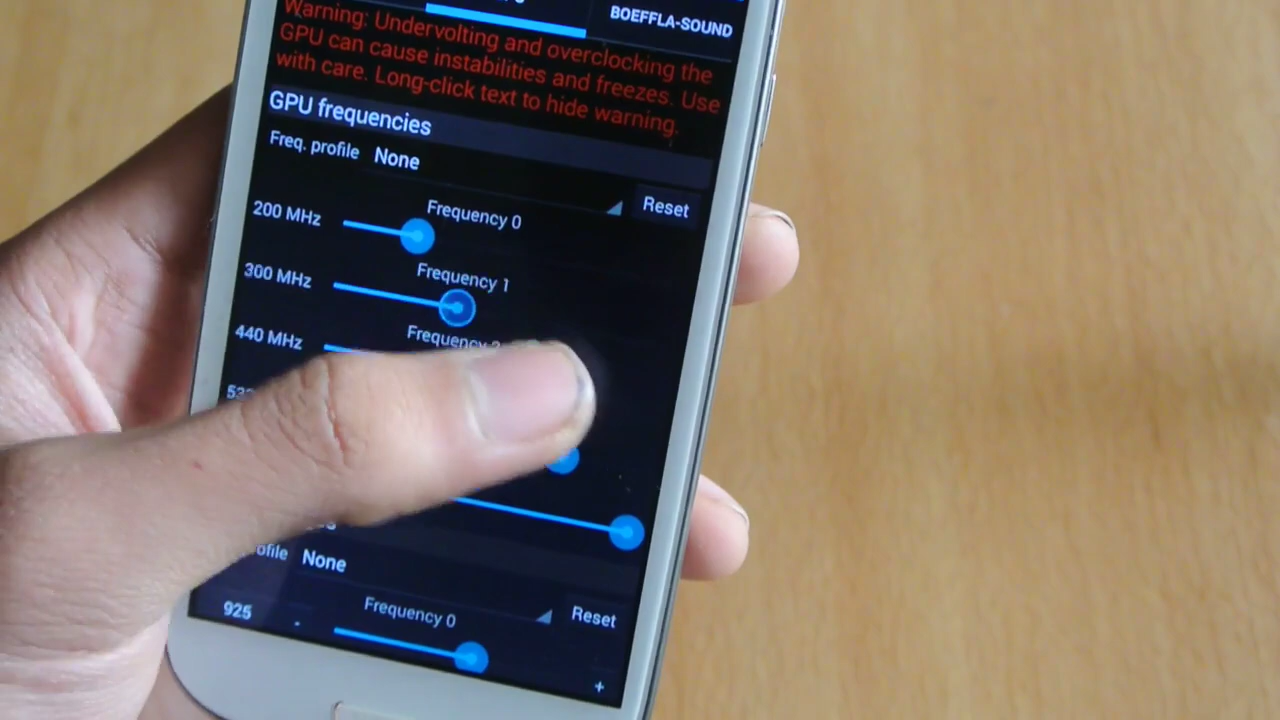 BOEFFLA-SOUND
Warning: Undervolting and overclocking the
GPU can cause instabilities and freezes. Use
with care. Long-click text to hide warning.
GPU frequencies
Freq. profile None
Reset
Frequency 0
200 MHz
Frequency 1
300 MHz
Frequency
440 MHz
None
Reset
Frequency 0
925
-
+